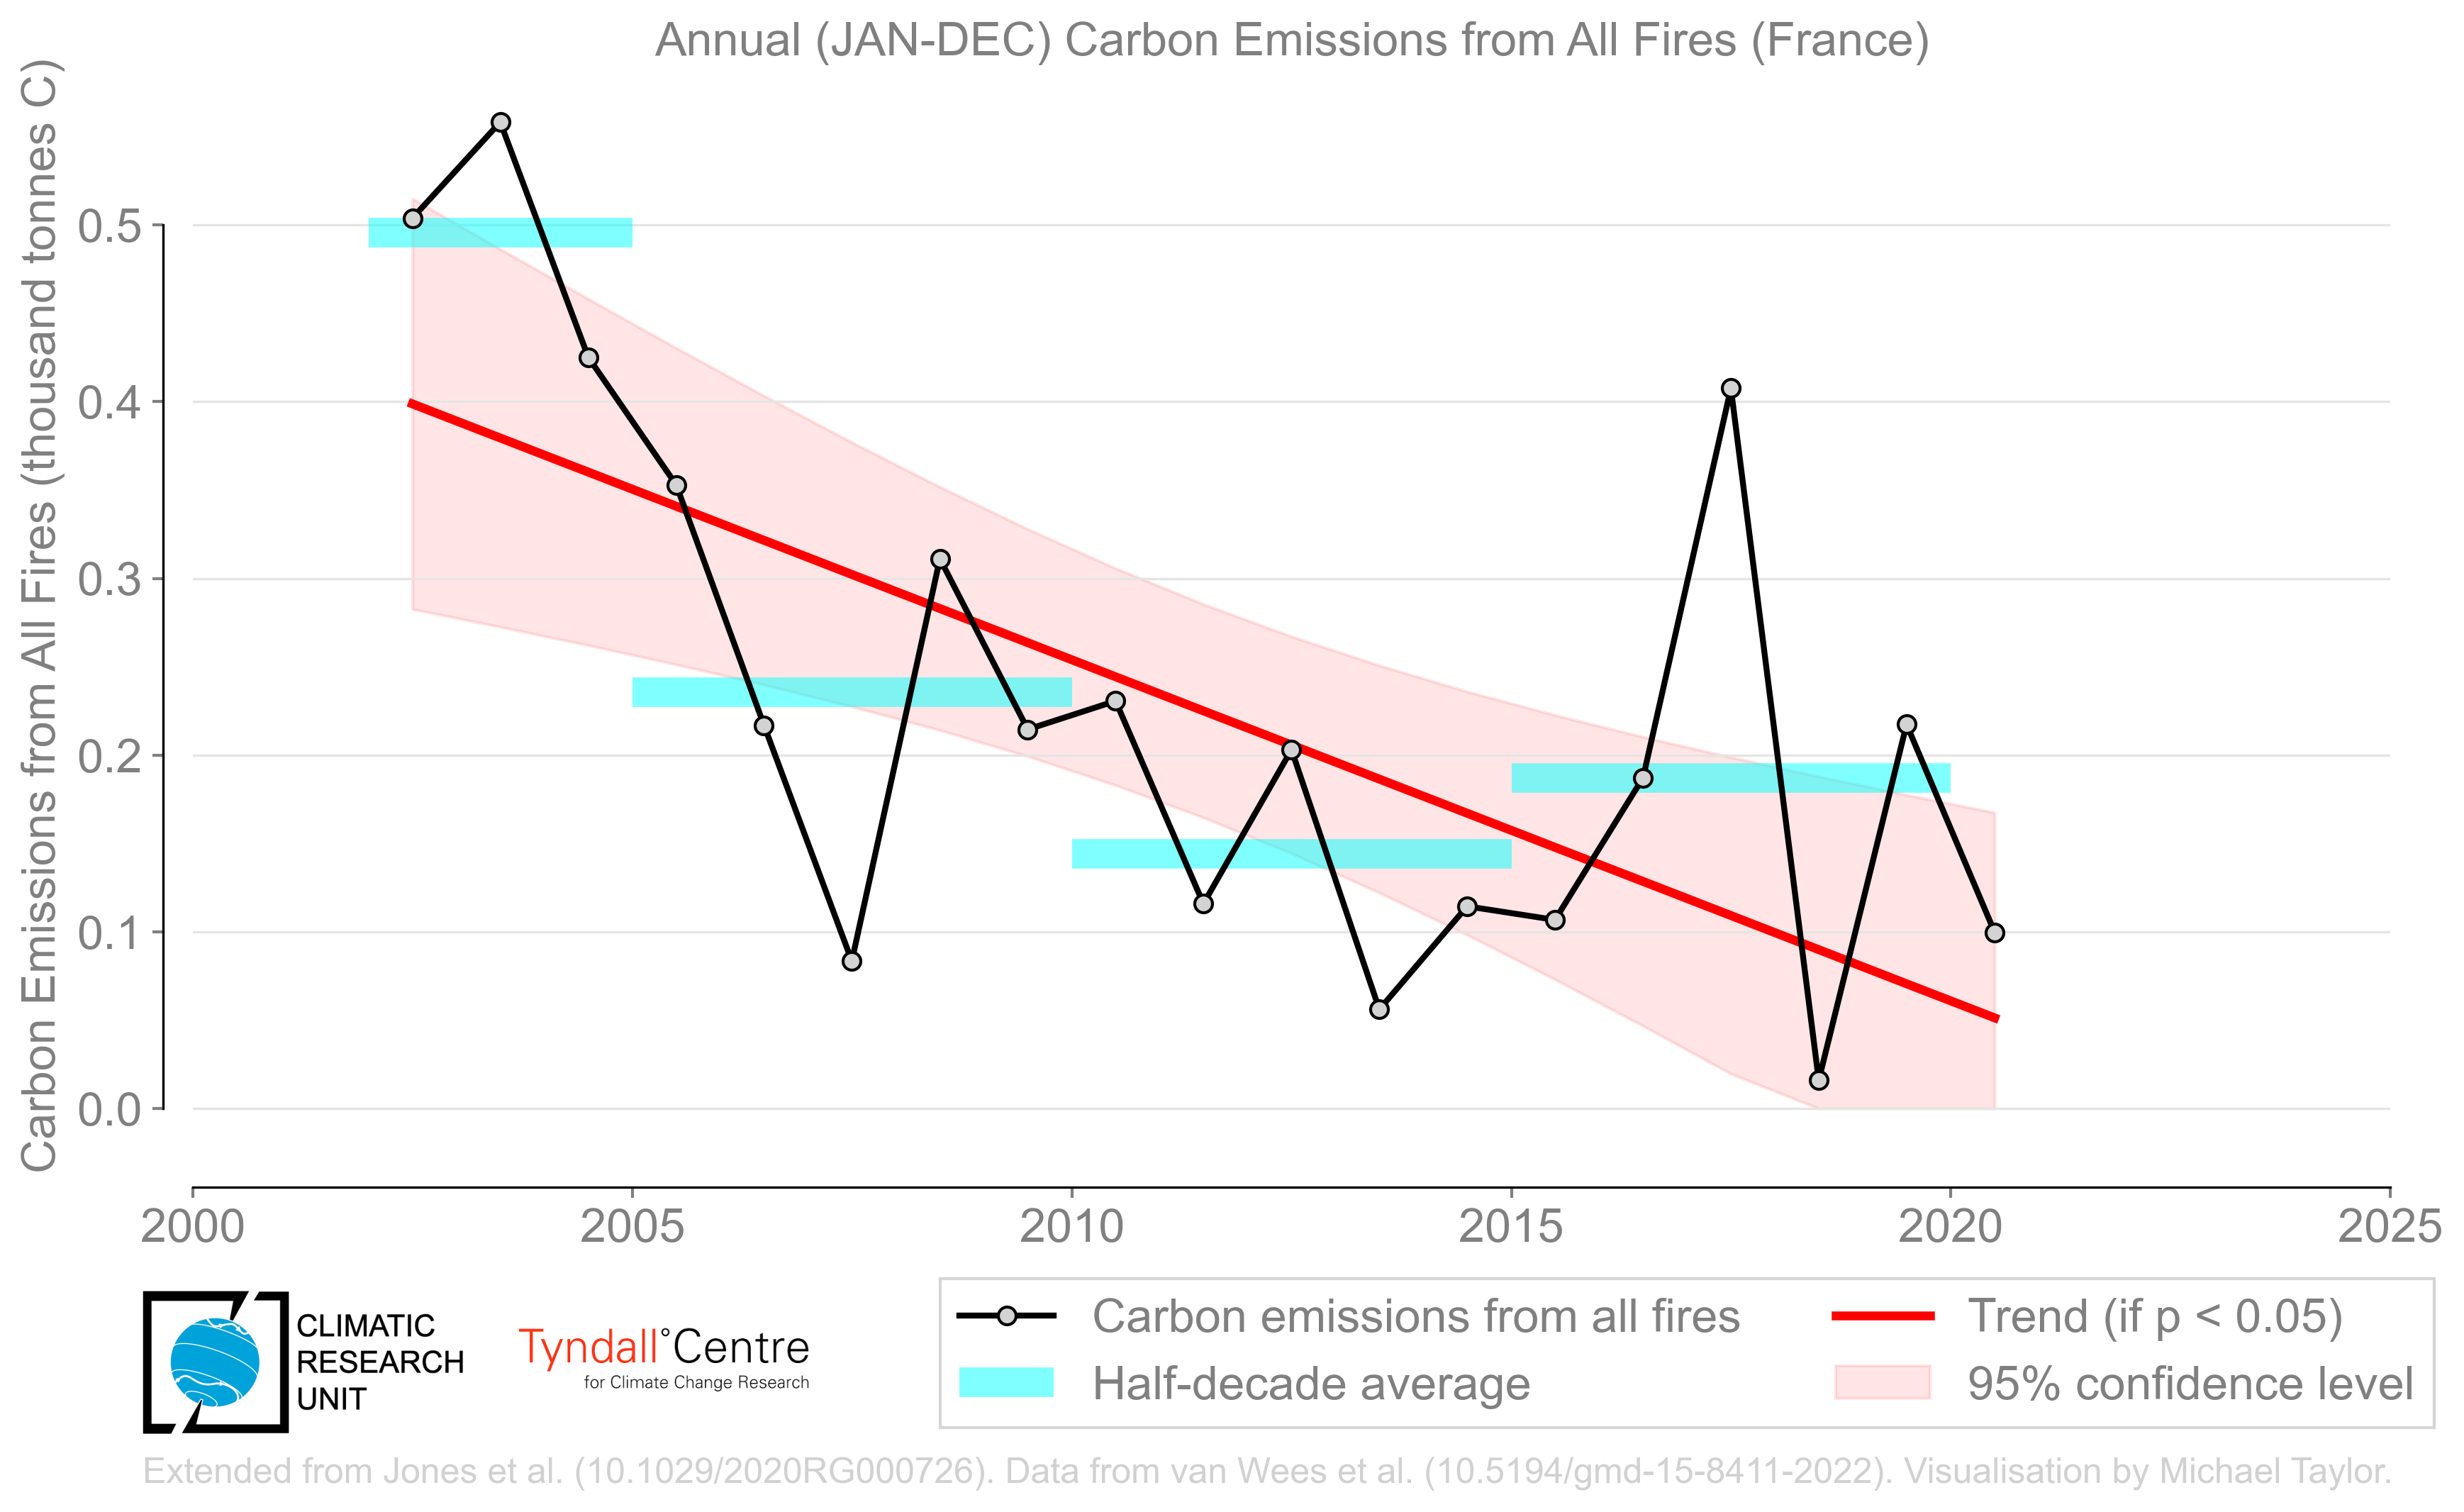 Annual (JAN-DEC) Carbon Emissions from All Fires (France)
Carbon Emissions from All Fires (thousand tonnes C)
0.5
0.4
0.3
0.2
0.1
0.0
2000 2005 2010 2015 2020 2025
CLIMATIC
RESEARCH
UNIT
Tyndall°Centre
for Climate Change Research
Carbon emissions from all fires
Half-decade average
Trend (if p < 0.05)
95% confidence level
Extended from Jones et al. (10.1029/2020RG000726). Data from van Wees et al. (10.5194/gmd-15-8411-2022). Visualisation by Michael Taylor.